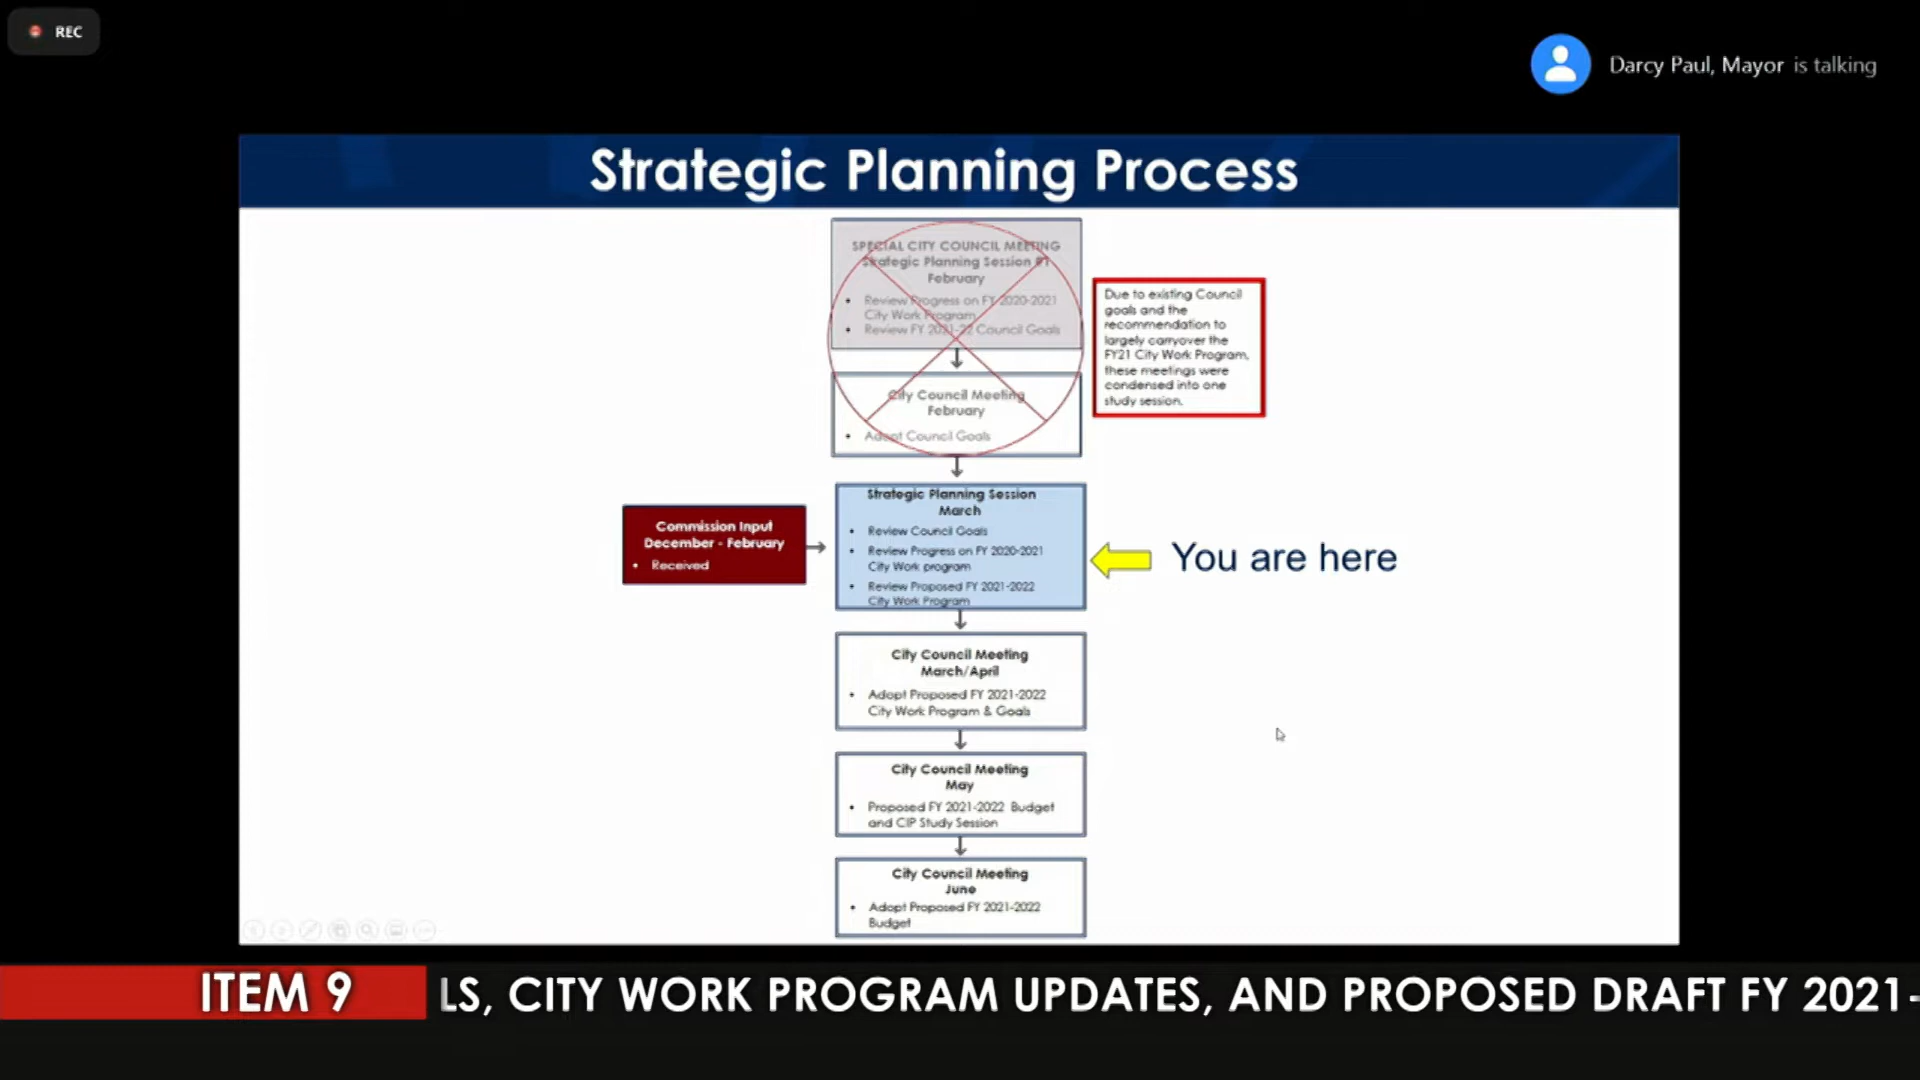 REC
Darcy Paul, Mayor is talking
Strategic Planning Process
SPECIAL CITY COUNCIL MEETING
Strategic Planning Session #1
February
• Review Progress on FY 2020-2021
City Work Program
• Review FY 2021-22 Council Goals
Due to existing Council
goals and the
recommendation to
largely carryover the
FY21 City Work Program,
these meetings were
condensed into one
study session.
City Council Meeting
February
• Adopt Council Goals
Commission Input
December - February
• Received
Strategic Planning Session
March
• Review Council Goals
• Review Progress on FY 2020-2021
City Work program
• Review Proposed FY 2021-2022
City Work Program
You are here
City Council Meeting
March/April
• Adopt Proposed FY 2021-2022
City Work Program & Goals
City Council Meeting
May
• Proposed FY 2021-2022 Budget
and CIP Study Session
City Council Meeting
June
• Adopt Proposed FY 2021-2022
Budget
ITEM 9
LS, CITY WORK PROGRAM UPDATES, AND PROPOSED DRAFT FY 2021-